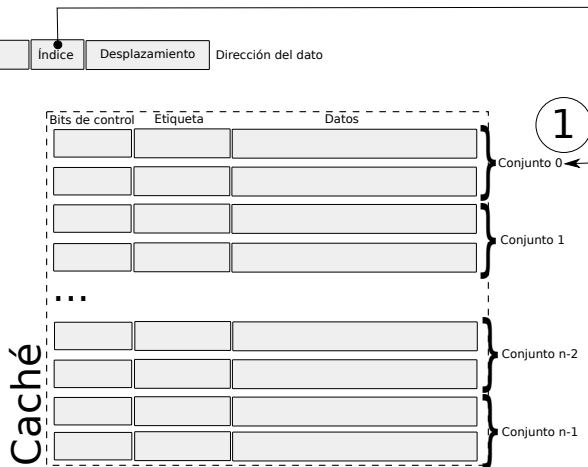 Índice Desplazamiento Dirección del dato
Bits de control Etiqueta Datos
1
Conjunto 0
Conjunto 1
...
Conjunto n-2
Conjunto n-1
Caché